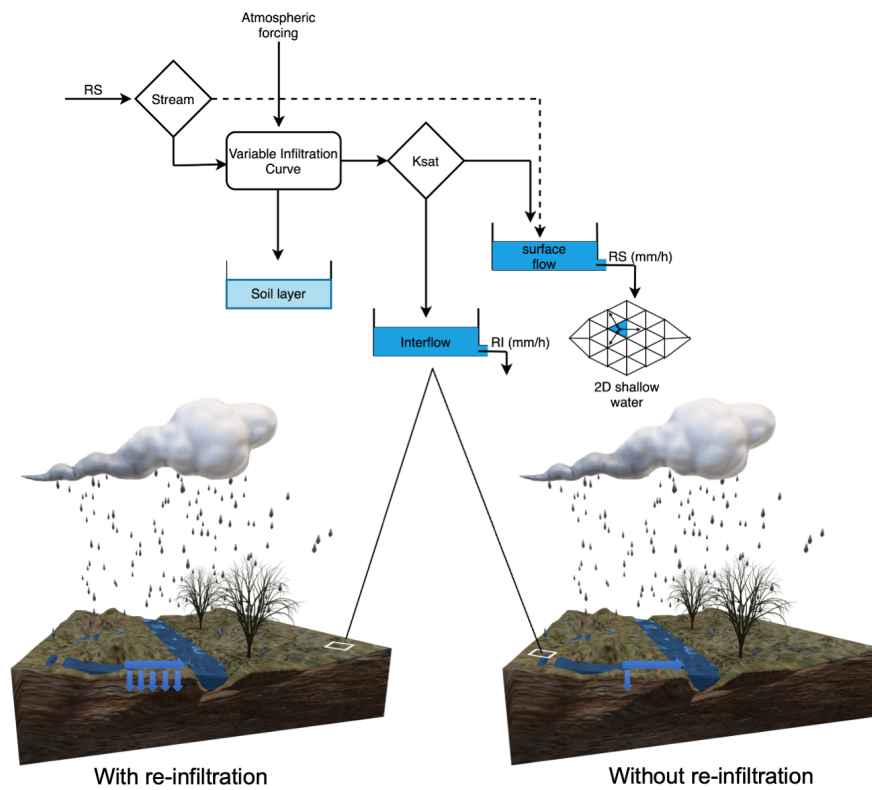 Atmospheric
forcing
RS
Stream
Variable Infiltration
Curve
Ksat
surface
flow
RS (mm/h)
Soil layer
Interflow
RI (mm/h)
2D shallow
water
With re-infiltration
Without re-infiltration